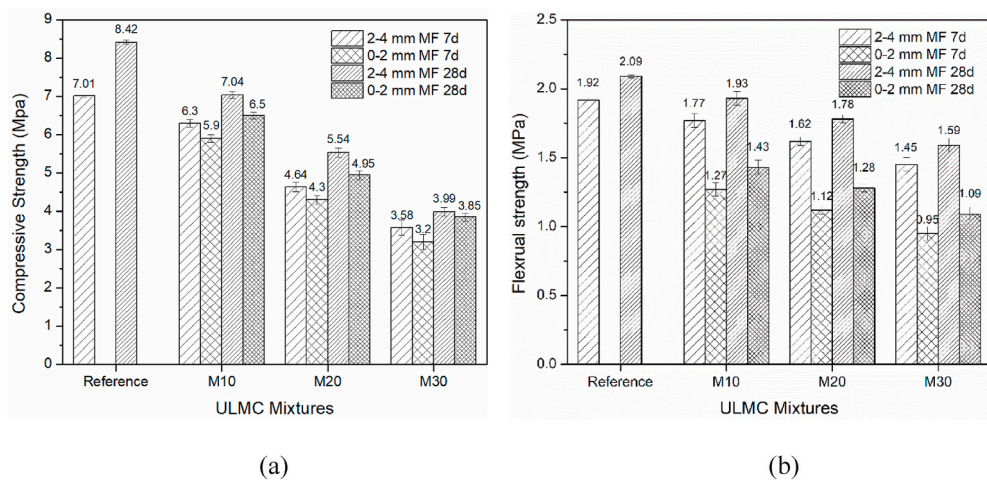 9
8
7
6
5
4
3
2
1
0
Compressive Strength (Mpa)
2-4 mm MF 7d
0-2 mm MF 7d
2-4 mm MF 28d
0-2 mm MF 28d
7.01
8.42
6.3
5.9
7.04
6.5
4.64
4.3
5.54
4.95
3.58
3.2
3.99
3.85
Reference
M10
M20
M30
ULMC Mixtures
(a)
2.5
2.0
1.5
1.0
0.5
0.0
Flexrual strength (MPa)
2-4 mm MF 7d
0-2 mm MF 7d
2-4 mm MF 28d
0-2 mm MF 28d
1.92
2.09
1.77
1.27
1.93
1.43
1.62
1.12
1.78
1.28
1.45
0.95
1.59
1.09
Reference
M10
M20
M30
ULMC Mixtures
(b)